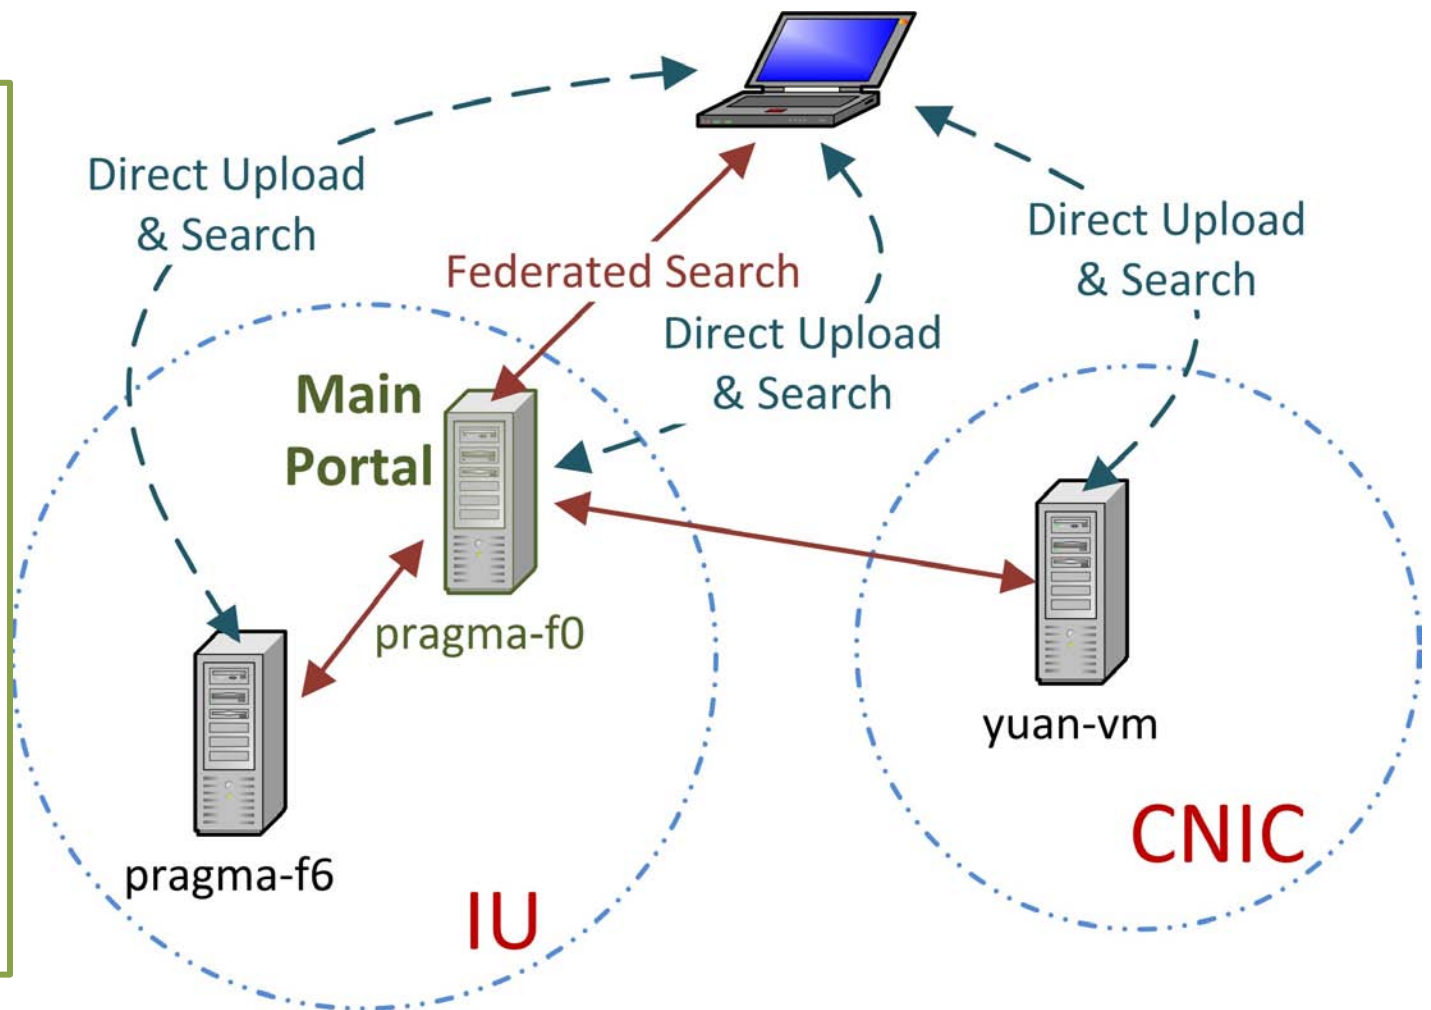 Direct Upload
& Search
Federated Search
Direct Upload
& Search
Direct Upload
& Search
Main
Portal
pragma-f0
pragma-f6
IU
yuan-vm
CNIC